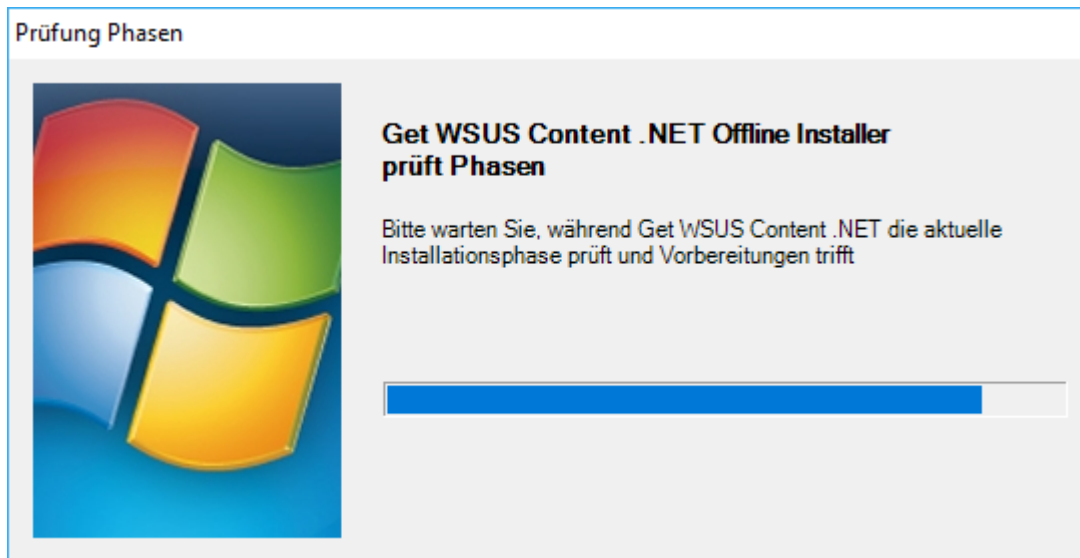 Prüfung Phasen
Get WSUS Content .NET Offline Installer
prüft Phasen
Bitte warten Sie, während Get WSUS Content .NET die aktuelle
Installationsphase prüft und Vorbereitungen trifft